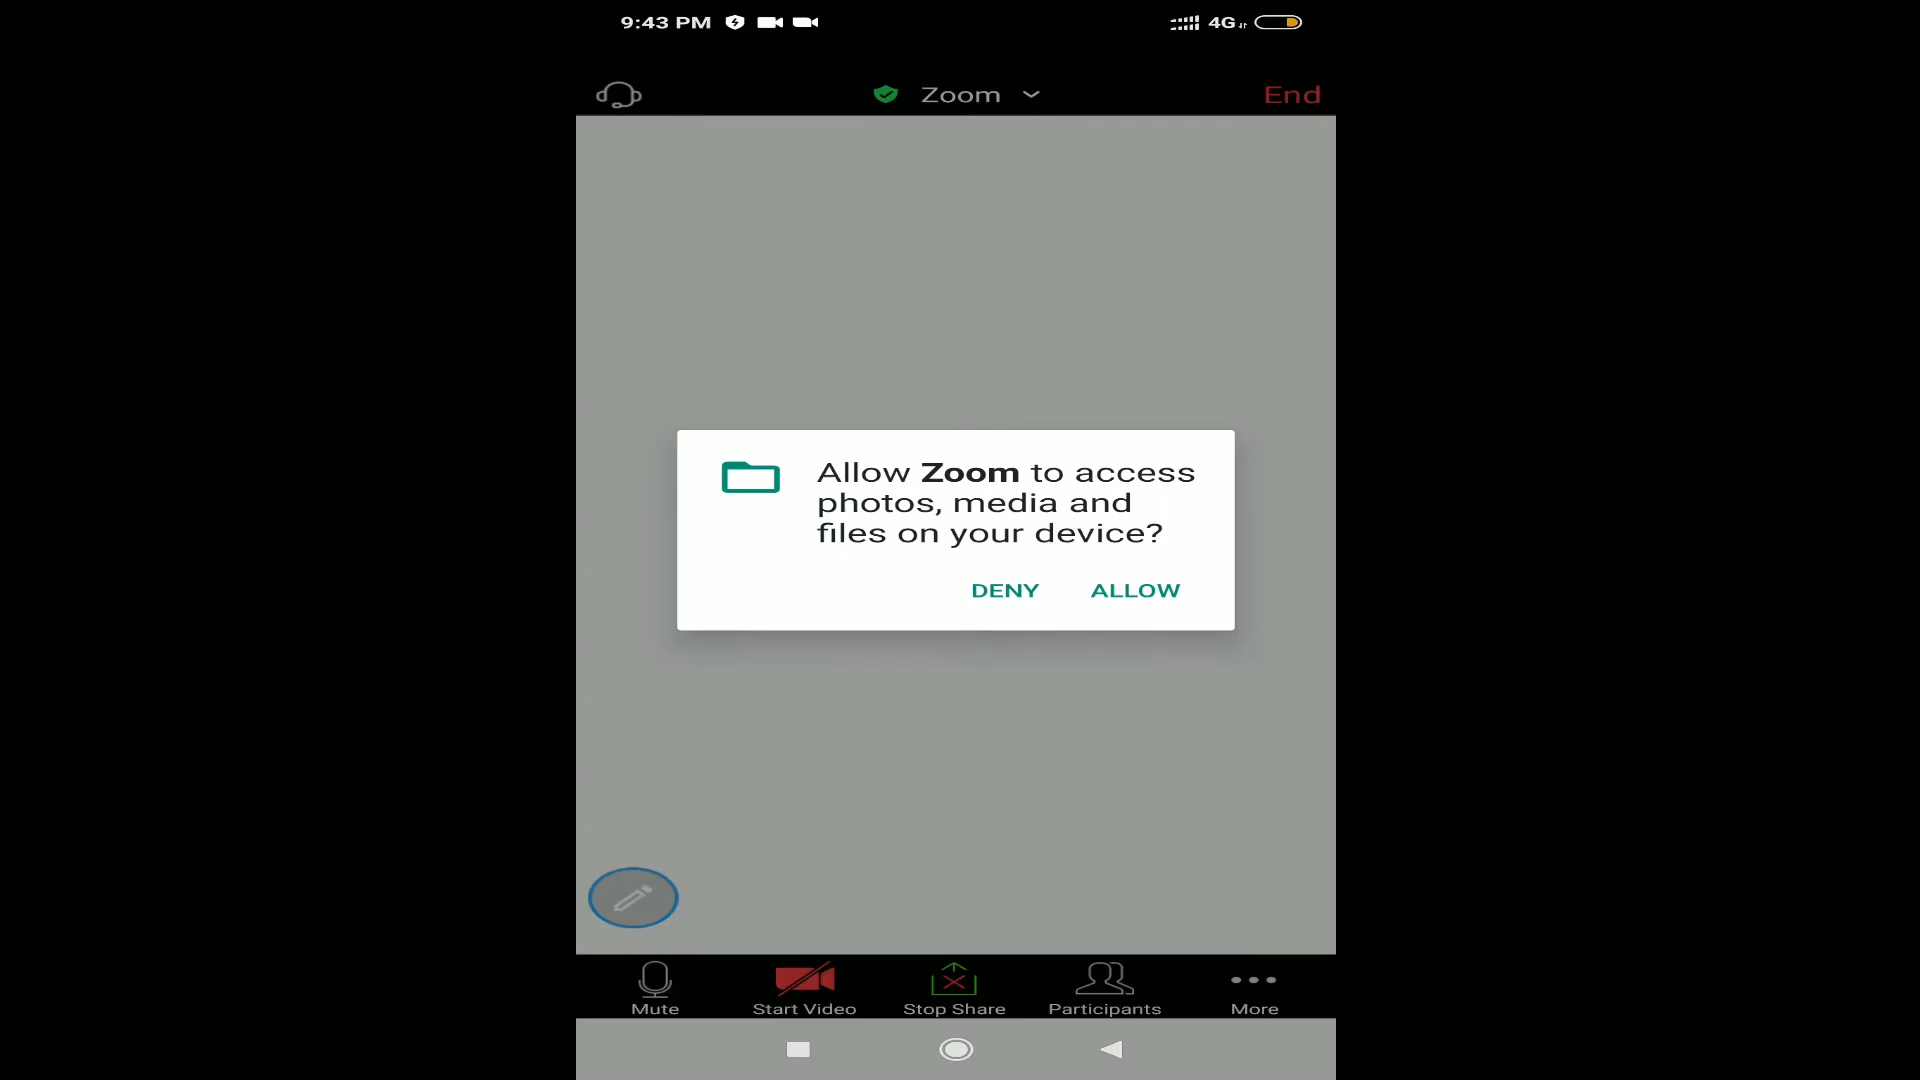 9:43 PM 4G
Zoom End
Allow Zoom to access
photos, media and
files on your device?
DENY ALLOW
Mute Start Video Stop Share Participants More